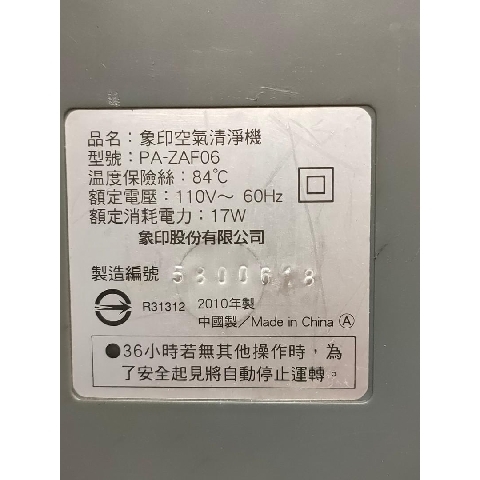 品名：象印空氣清淨機
型號：PA-ZAF06
温度保險絲：84℃
額定電壓：110V～ 60Hz
額定消耗電力：17W
象印股份有限公司
製造編號 5300618
R31312 2010年製
中國製／Made in China Ⓐ
●36小時若無其他操作時，為
了安全起見將自動停止運轉。